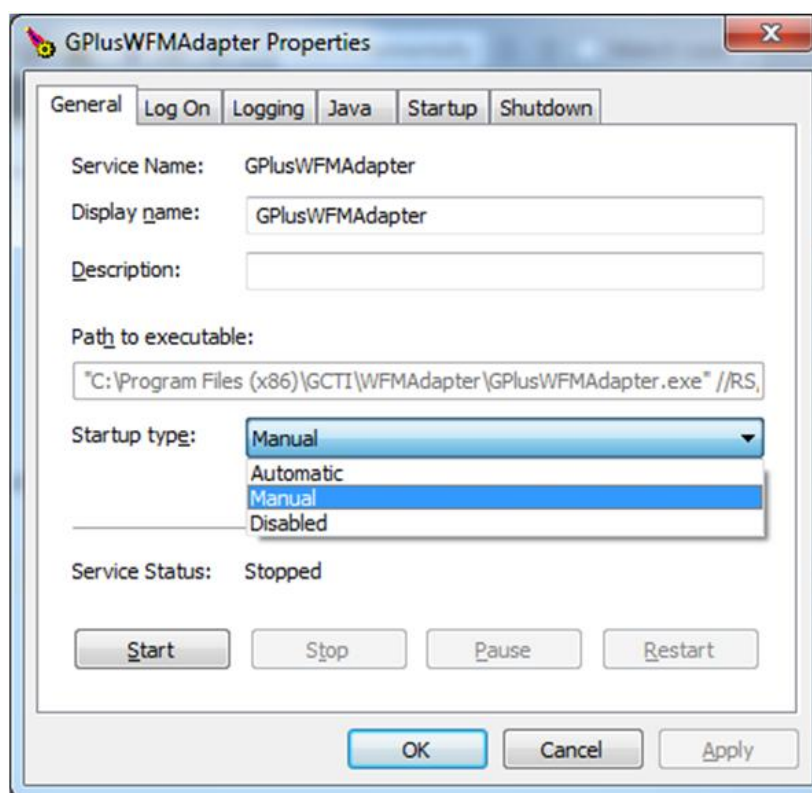 GPlusWFMAdapter Properties
General Log On Logging Java Startup Shutdown
Service Name: GPlusWFMAdapter
Display name: GPlusWFMAdapter
Description:
Path to executable:
"C:\Program Files (x86)\GCTI\WFMAdapter\GPlusWFMAdapter.exe" //RS,
Startup type: Manual
Automatic
Manual
Disabled
Service Status: Stopped
Start Stop Pause Restart
OK Cancel Apply